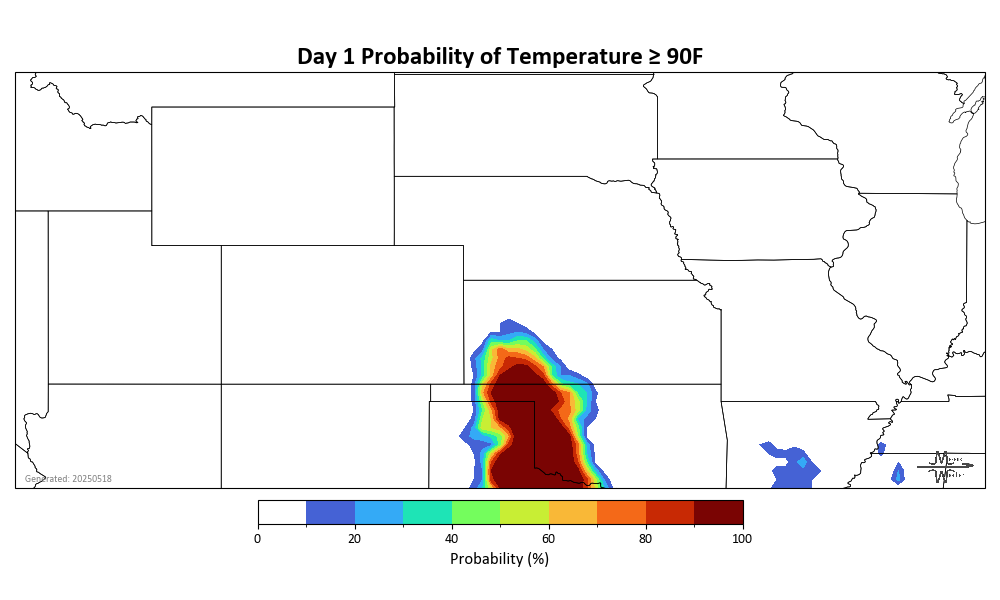 Day 1 Probability of Temperature ≥ 90F
Generated: 20250518
0 20 40 60 80 100
Probability (%)